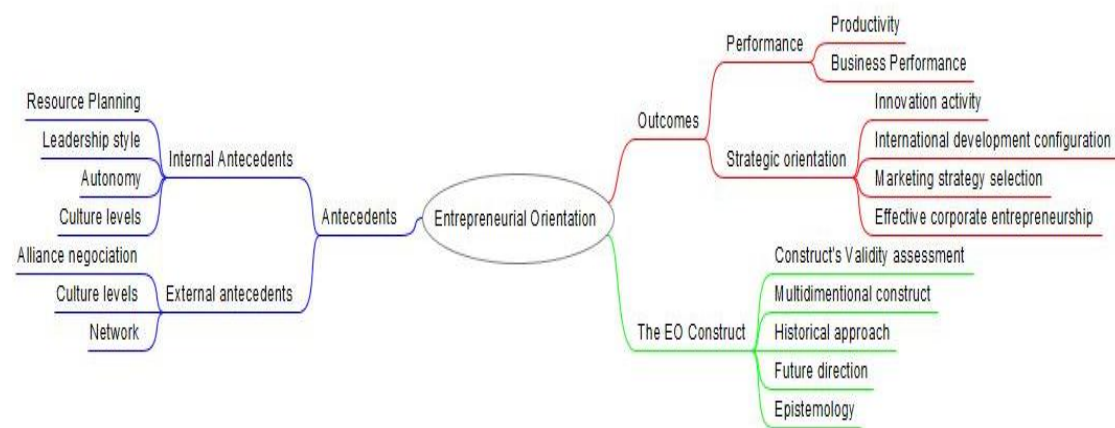 Entrepreneurial Orientation
Antecedents
Internal Antecedents
Resource Planning
Leadership style
Autonomy
Culture levels
External antecedents
Alliance negociation
Culture levels
Network
Outcomes
Performance
Productivity
Business Performance
Strategic orientation
Innovation activity
International development configuration
Marketing strategy selection
Effective corporate entrepreneurship
The EO Construct
Construct's Validity assessment
Multidimentional construct
Historical approach
Future direction
Epistemology